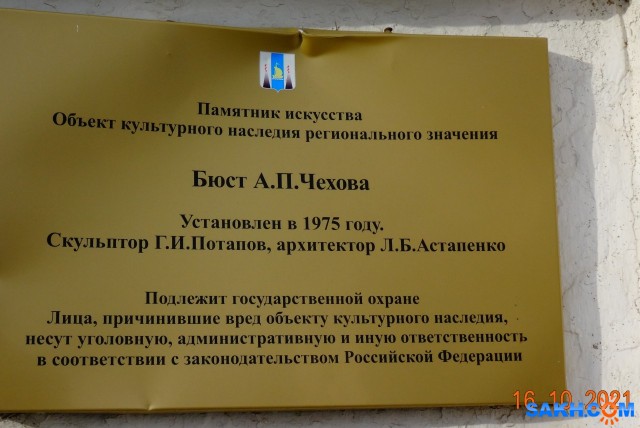 Памятник искусства
Объект культурного наследия регионального значения
Бюст А.П.Чехова
Установлен в 1975 году.
Скульптор Г.И.Потапов, архитектор Л.Б.Астапенко
Подлежит государственной охране
Лица, причинившие вред объекту культурного наследия,
несут уголовную, административную и иную ответственность
в соответствии с законодательством Российской Федерации
16.10.2021
SAKH.COM